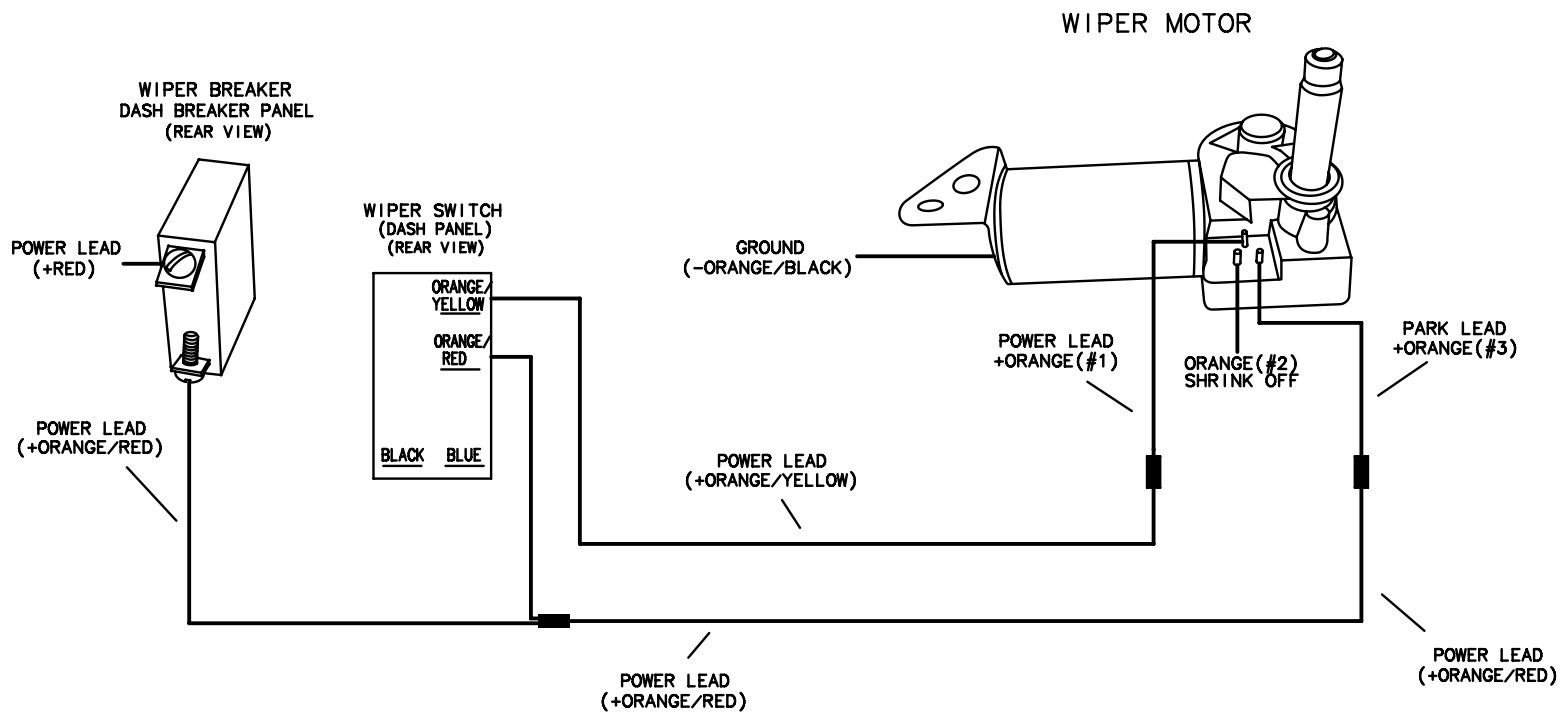 WIPER MOTOR
WIPER BREAKER
DASH BREAKER PANEL
(REAR VIEW)
POWER LEAD
(+RED)
WIPER SWITCH
(DASH PANEL)
(REAR VIEW)
ORANGE/
YELLOW
ORANGE/
RED
BLACK BLUE
GROUND
(-ORANGE/BLACK)
POWER LEAD
+ORANGE(#1)
ORANGE(#2)
SHRINK OFF
PARK LEAD
+ORANGE(#3)
POWER LEAD
(+ORANGE/RED)
POWER LEAD
(+ORANGE/YELLOW)
POWER LEAD
(+ORANGE/RED)
POWER LEAD
(+ORANGE/RED)